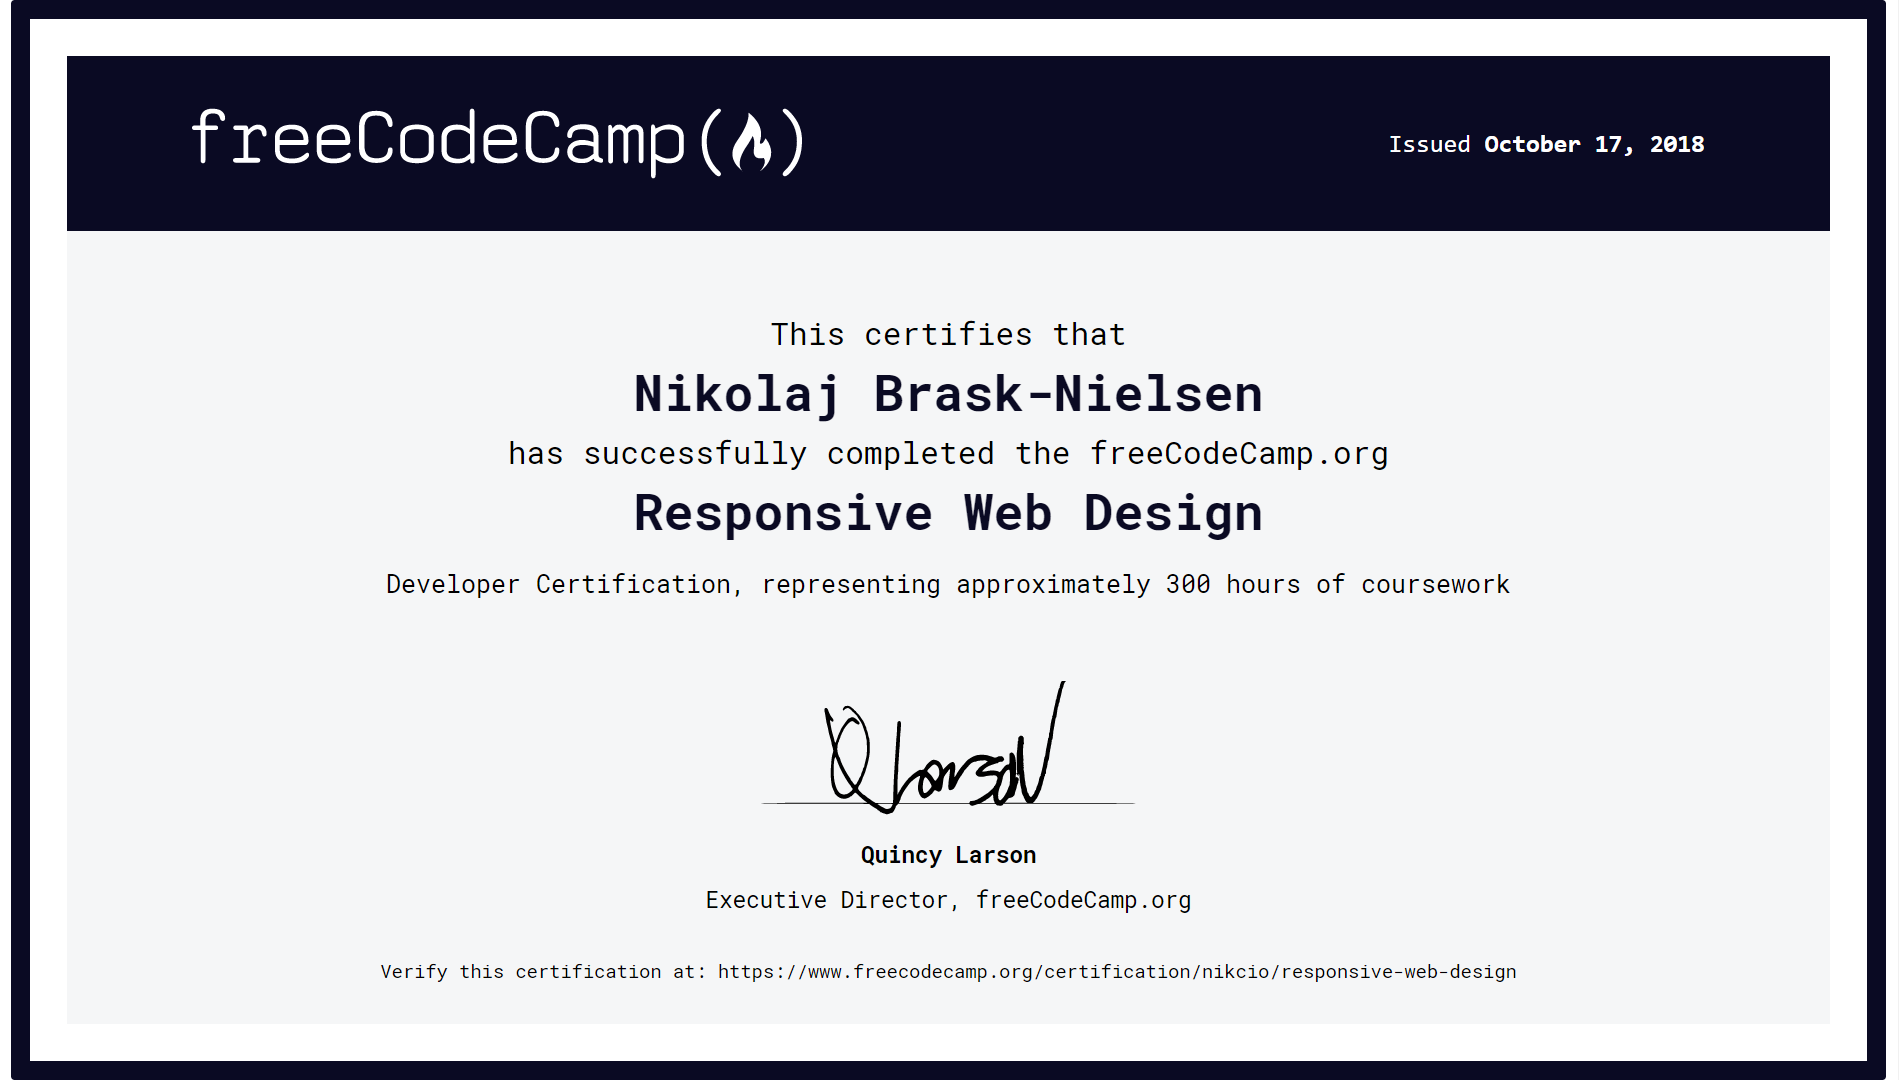 freeCodeCamp(🔥)
Issued October 17, 2018
This certifies that
Nikolaj Brask-Nielsen
has successfully completed the freeCodeCamp.org
Responsive Web Design
Developer Certification, representing approximately 300 hours of coursework
Q Larson
Quincy Larson
Executive Director, freeCodeCamp.org
Verify this certification at: https://www.freecodecamp.org/certification/nikcio/responsive-web-design